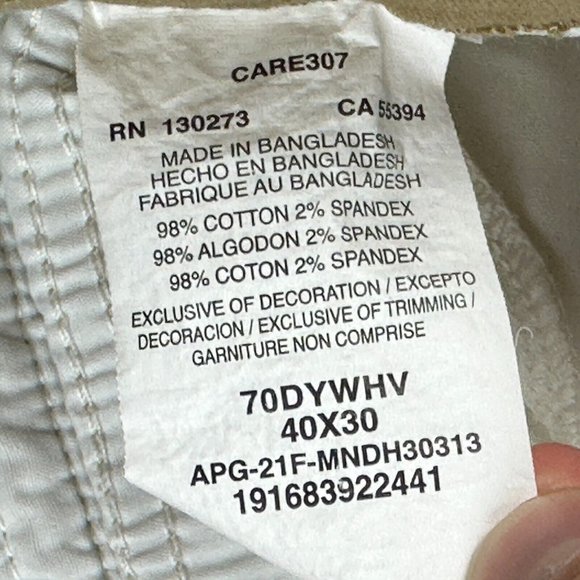 CARE307
RN 130273 CA 55394
MADE IN BANGLADESH
HECHO EN BANGLADESH
FABRIQUE AU BANGLADESH
98% COTTON 2% SPANDEX
98% ALGODON 2% SPANDEX
98% COTON 2% SPANDEX
EXCLUSIVE OF DECORATION / EXCEPTO
DECORACION / EXCLUSIVE OF TRIMMING /
GARNITURE NON COMPRISE
70DYWHV
40X30
APG-21F-MNDH30313
191683922441